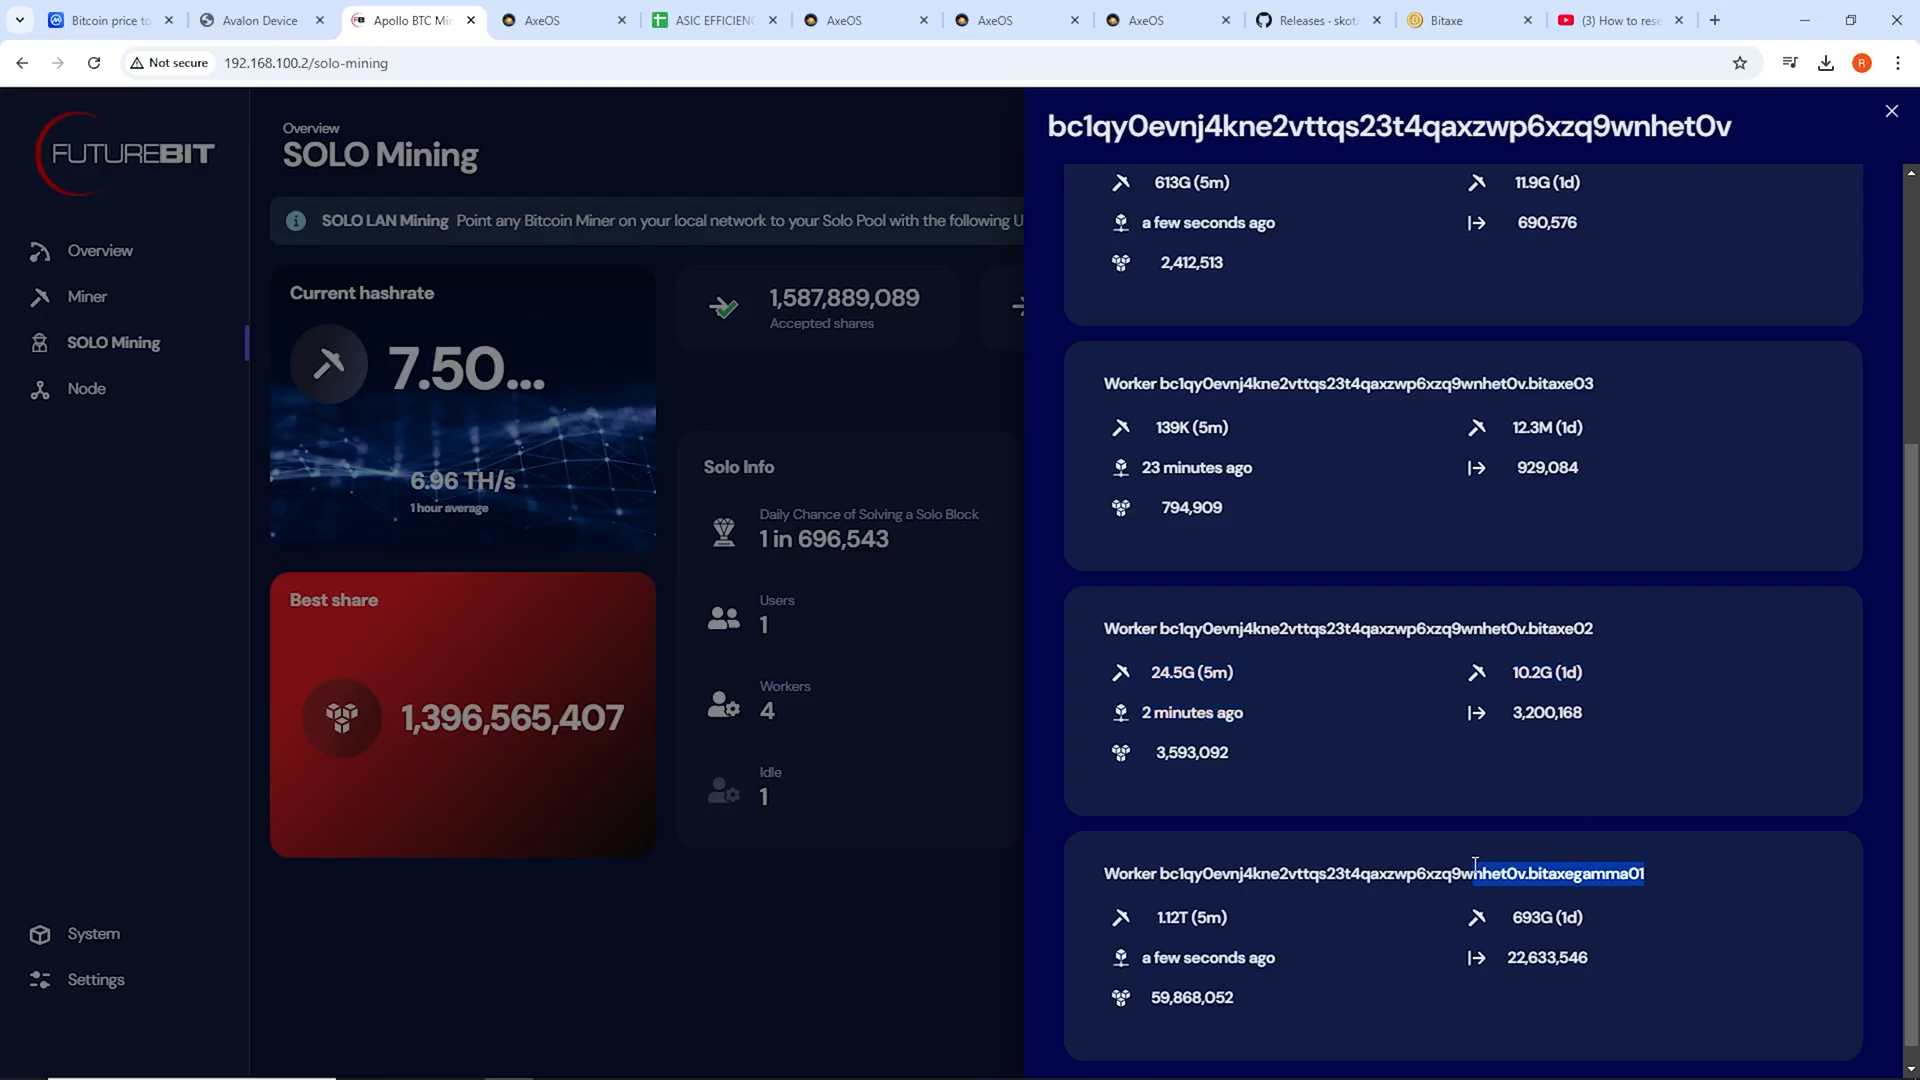 Bitcoin price to
Avalon Device
Apollo BTC Min
AxeOS
ASIC EFFICIENC
AxeOS
AxeOS
AxeOS
Releases · skot/
Bitaxe
(3) How to rese
Not secure
192.168.100.2/solo-mining
R
FUTUREBIT
Overview
Miner
SOLO Mining
Node
System
Settings
Overview
SOLO Mining
SOLO LAN Mining Point any Bitcoin Miner on your local network to your Solo Pool with the following U
Current hashrate
7.50...
6.96 TH/s
1 hour average
1,587,889,089
Accepted shares
Best share
1,396,565,407
Solo Info
Daily Chance of Solving a Solo Block
1 in 696,543
Users
1
Workers
4
Idle
1
bc1qy0evnj4kne2vttqs23t4qaxzwp6xzq9wnhet0v
613G (5m)
11.9G (1d)
a few seconds ago
690,576
2,412,513
Worker bc1qy0evnj4kne2vttqs23t4qaxzwp6xzq9wnhet0v.bitaxe03
139K (5m)
12.3M (1d)
23 minutes ago
929,084
794,909
Worker bc1qy0evnj4kne2vttqs23t4qaxzwp6xzq9wnhet0v.bitaxe02
24.5G (5m)
10.2G (1d)
2 minutes ago
3,200,168
3,593,092
Worker bc1qy0evnj4kne2vttqs23t4qaxzwp6xzq9wnhet0v.bitaxegamma01
1.12T (5m)
693G (1d)
a few seconds ago
22,633,546
59,868,052